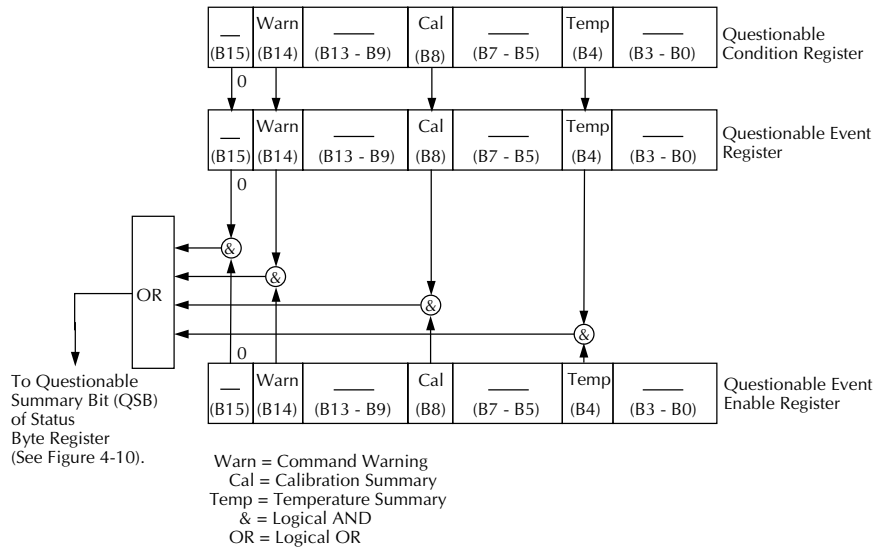 Warn Cal Temp
(B15) (B14) (B13 - B9) (B8) (B7 - B5) (B4) (B3 - B0)
Questionable
Condition Register
0
Warn Cal Temp
(B15) (B14) (B13 - B9) (B8) (B7 - B5) (B4) (B3 - B0)
Questionable Event
Register
0
&
&
OR
&
&
0
Warn Cal Temp
(B15) (B14) (B13 - B9) (B8) (B7 - B5) (B4) (B3 - B0)
Questionable Event
Enable Register
To Questionable
Summary Bit (QSB)
of Status
Byte Register
(See Figure 4-10).
Warn = Command Warning
Cal = Calibration Summary
Temp = Temperature Summary
& = Logical AND
OR = Logical OR